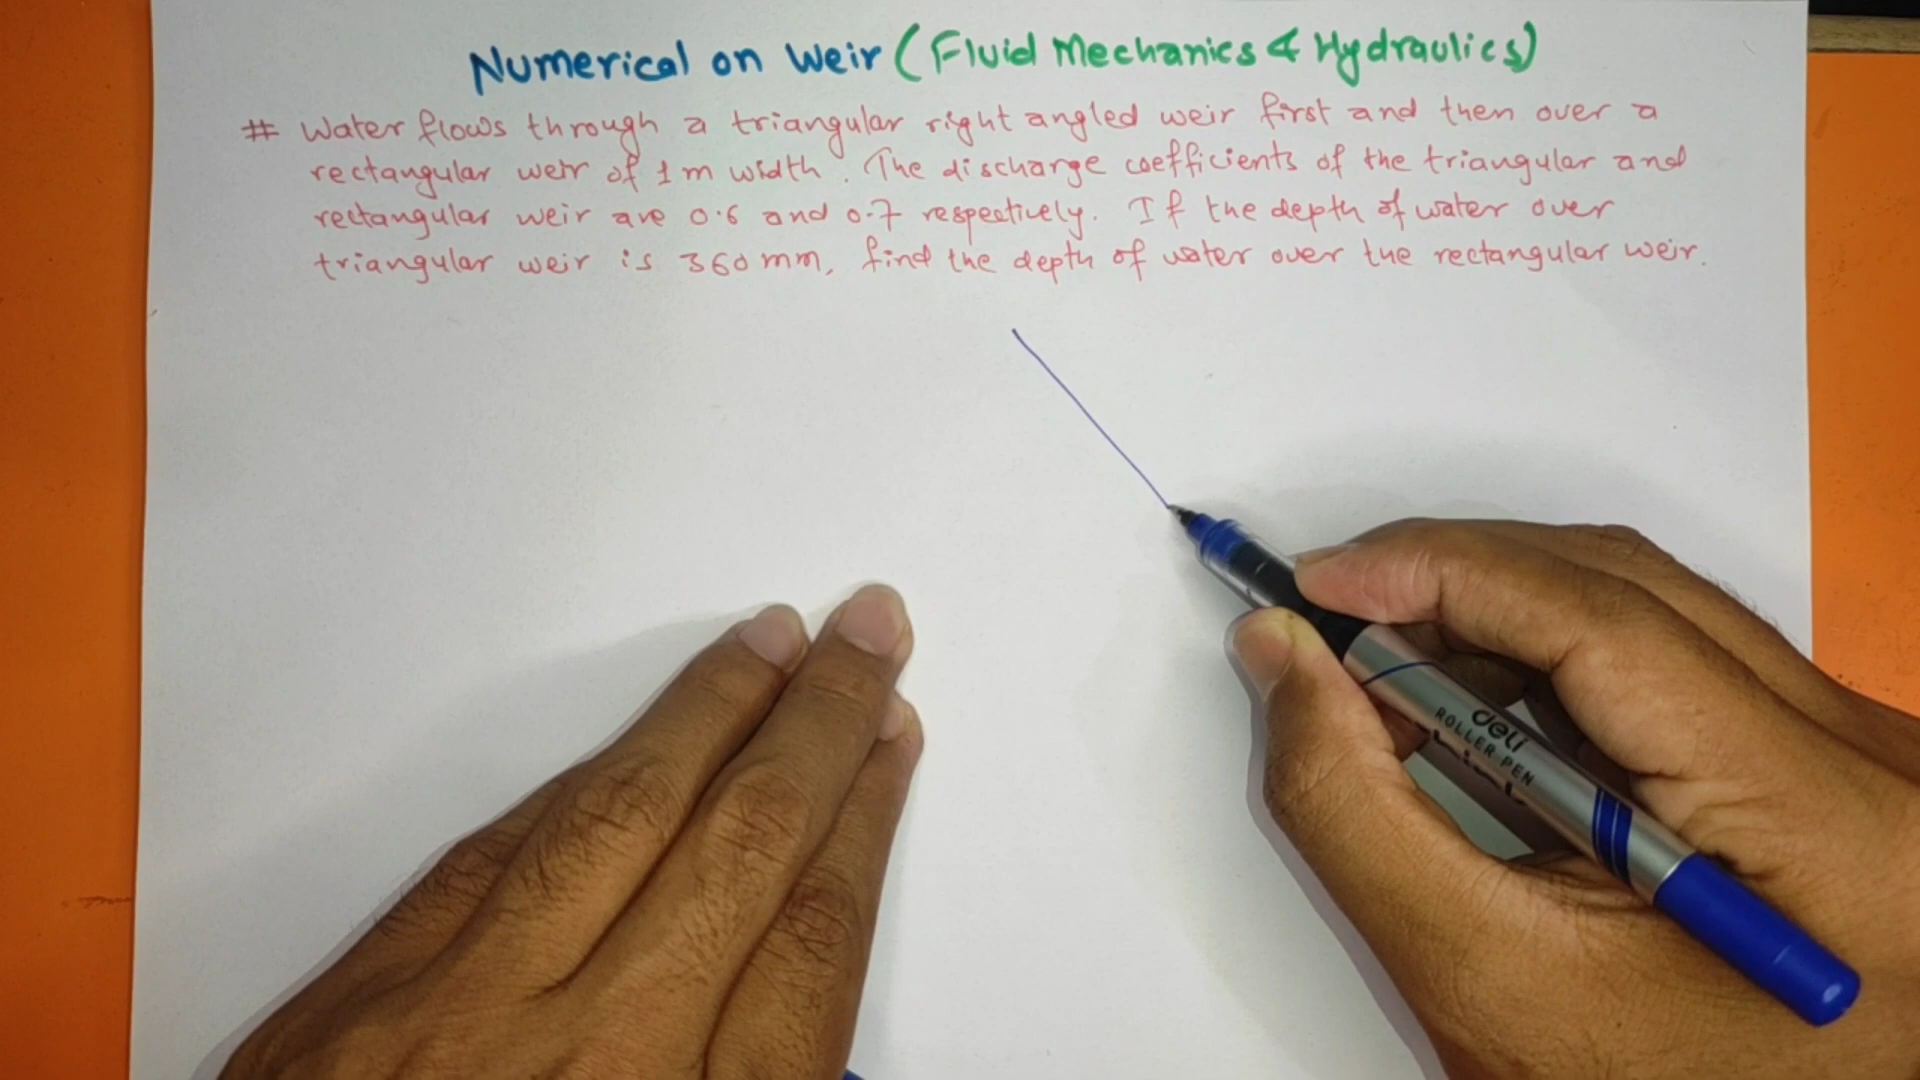 Numerical on Weir (Fluid Mechanics & Hydraulics)
# Water flows through a triangular right angled weir first and then over a
rectangular weir of 1 m width. The discharge coefficients of the triangular and
rectangular weir are 0.6 and 0.7 respectively. If the depth of water over
triangular weir is 360 mm, find the depth of water over the rectangular weir.
deli
ROLLER PEN